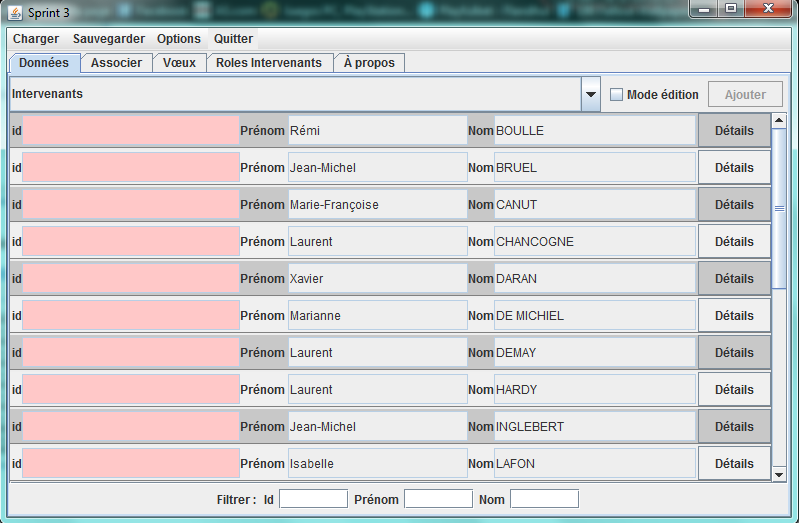 Sprint 3
Charger Sauvegarder Options Quitter
Données Associer Vœux Roles Intervenants À propos
Intervenants Mode édition Ajouter
id Prénom Rémi Nom BOULLE Détails
id Prénom Jean-Michel Nom BRUEL Détails
id Prénom Marie-Françoise Nom CANUT Détails
id Prénom Laurent Nom CHANCOGNE Détails
id Prénom Xavier Nom DARAN Détails
id Prénom Marianne Nom DE MICHIEL Détails
id Prénom Laurent Nom DEMAY Détails
id Prénom Laurent Nom HARDY Détails
id Prénom Jean-Michel Nom INGLEBERT Détails
id Prénom Isabelle Nom LAFON Détails
Filtrer : Id Prénom Nom